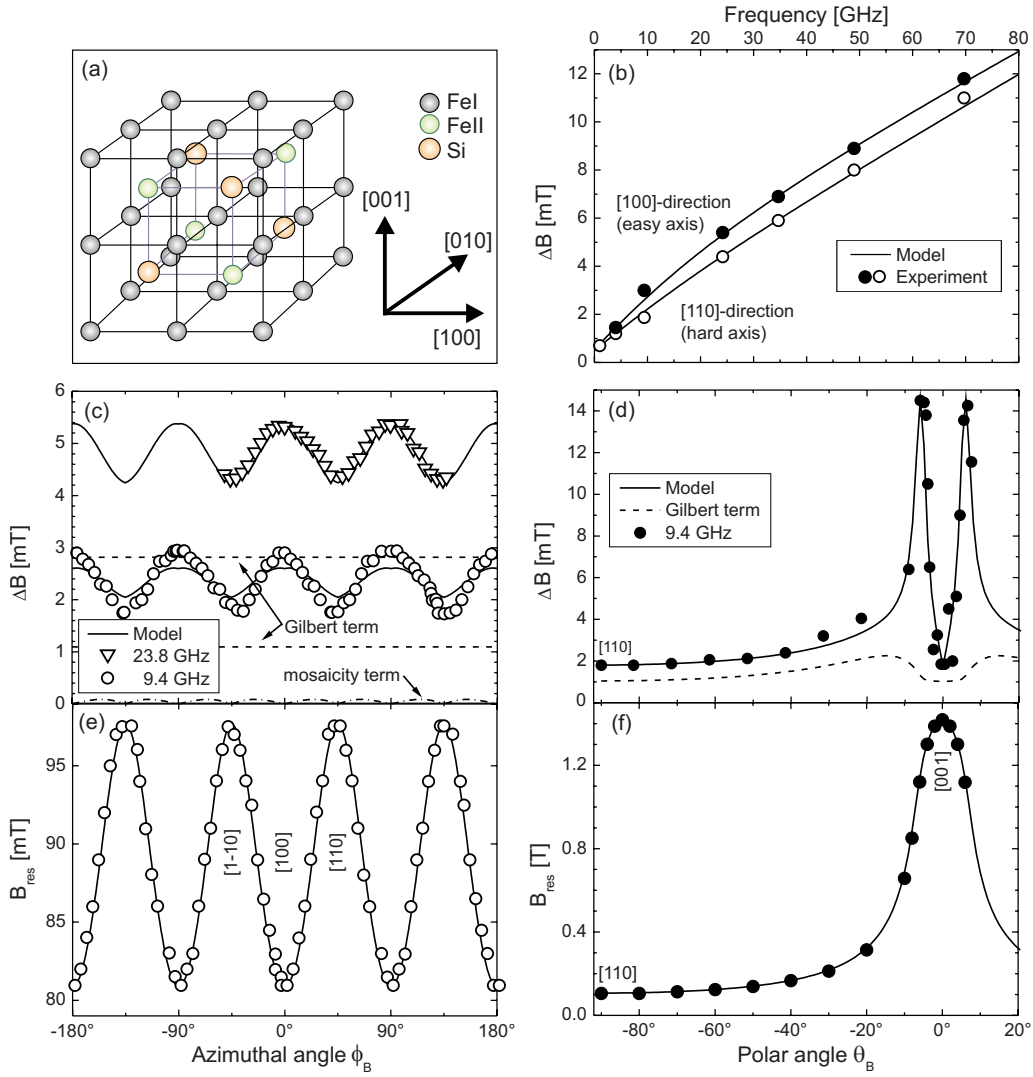 Frequency [GHz]
0 10 20 30 40 50 60 70 80
(a)
FeI
FeII
Si
[001]
[010]
[100]
(b)
12
10
8
6
4
2
0
ΔB [mT]
[100]-direction
(easy axis)
[110]-direction
(hard axis)
Model
Experiment
(c)
6
5
4
3
2
1
0
ΔB [mT]
Gilbert term
mosaicity term
Model
23.8 GHz
9.4 GHz
(d)
14
12
10
8
6
4
2
0
ΔB [mT]
Model
Gilbert term
9.4 GHz
[110]
(e)
95
90
85
80
B_res [mT]
[1-10]
[100]
[110]
-180° -90° 0° 90° 180°
Azimuthal angle ϕ_B
(f)
1.2
0.8
0.4
0.0
B_res [T]
[001]
[110]
-80° -60° -40° -20° 0° 20°
Polar angle θ_B